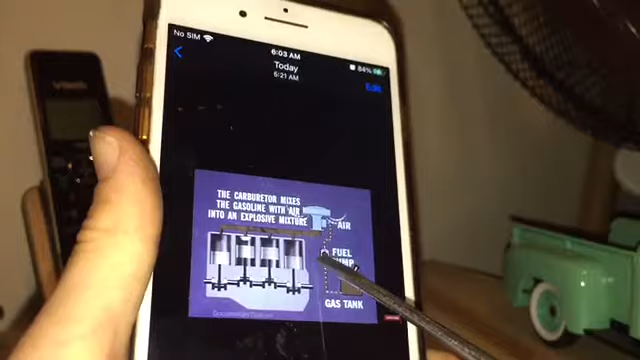 No SIM
6:03 AM
84%
Today
5:21 AM
Edit
THE CARBURETOR MIXES
THE GASOLINE WITH AIR
INTO AN EXPLOSIVE MIXTURE
AIR
FUEL
GAS TANK